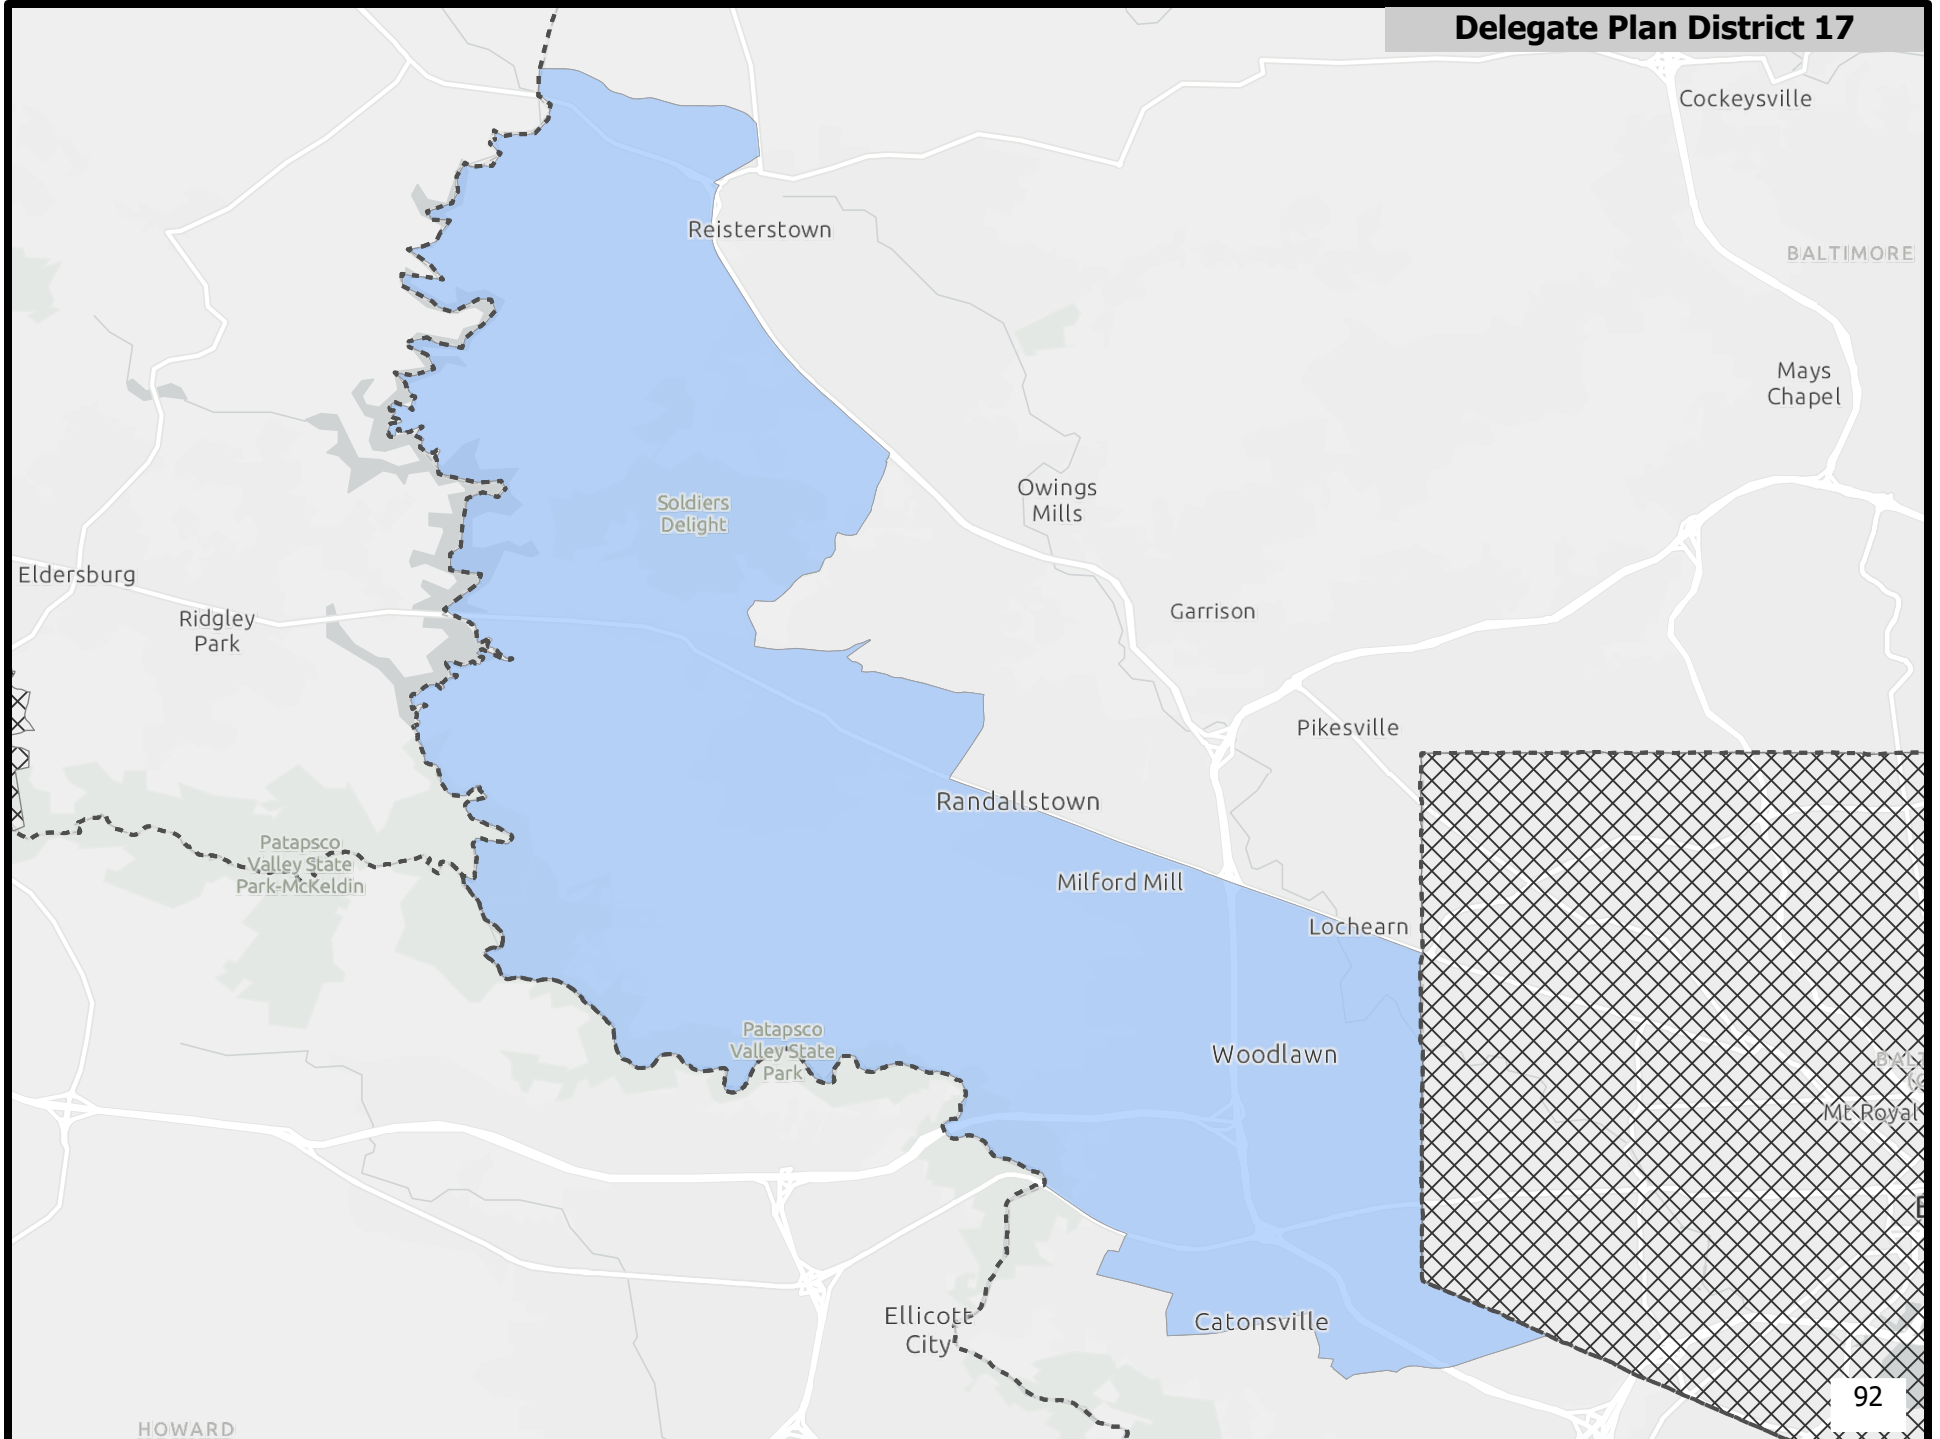 Delegate Plan District 17
Cockeysville
Reisterstown
BALTIMORE
Mays
Chapel
Soldiers
Delight
Owings
Mills
Eldersburg
Ridgley
Park
Garrison
Pikesville
Randallstown
Patapsco
Valley State
Park-McKeldin
Milford Mill
Lochearn
Patapsco
Valley State
Park
Woodlawn
Mt Royal
Ellicott
City
Catonsville
92
HOWARD